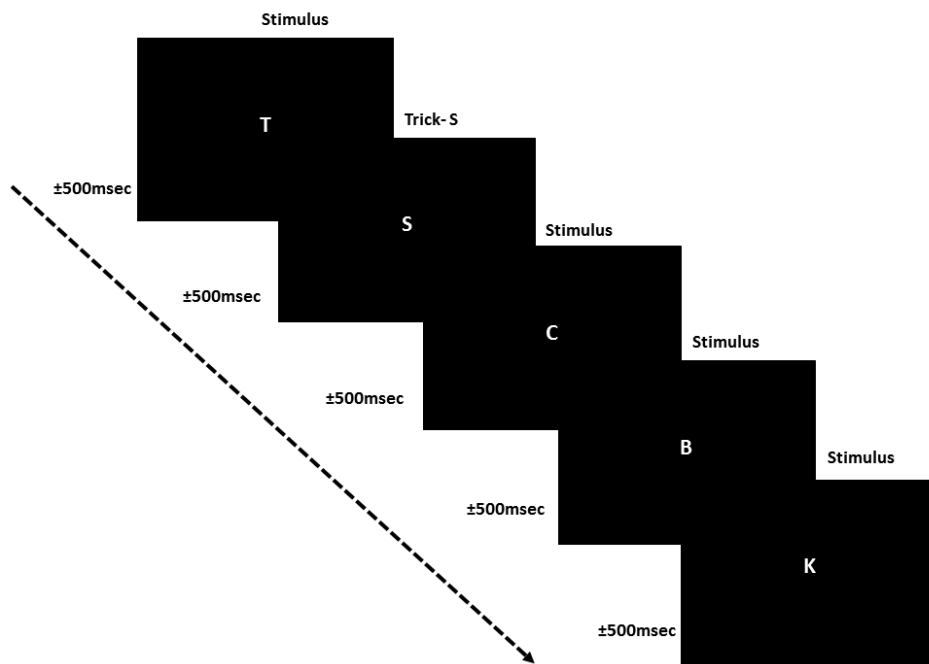 Stimulus
T
Trick- S
±500msec
S
Stimulus
±500msec
C
Stimulus
±500msec
B
Stimulus
±500msec
K
±500msec